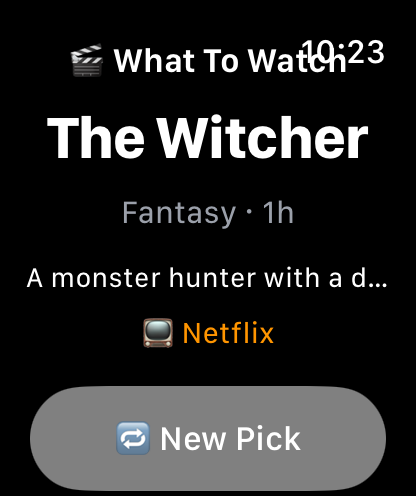 🎬 What To Watch
10:23
The Witcher
Fantasy · 1h
A monster hunter with a d...
📺 Netflix
🔁 New Pick